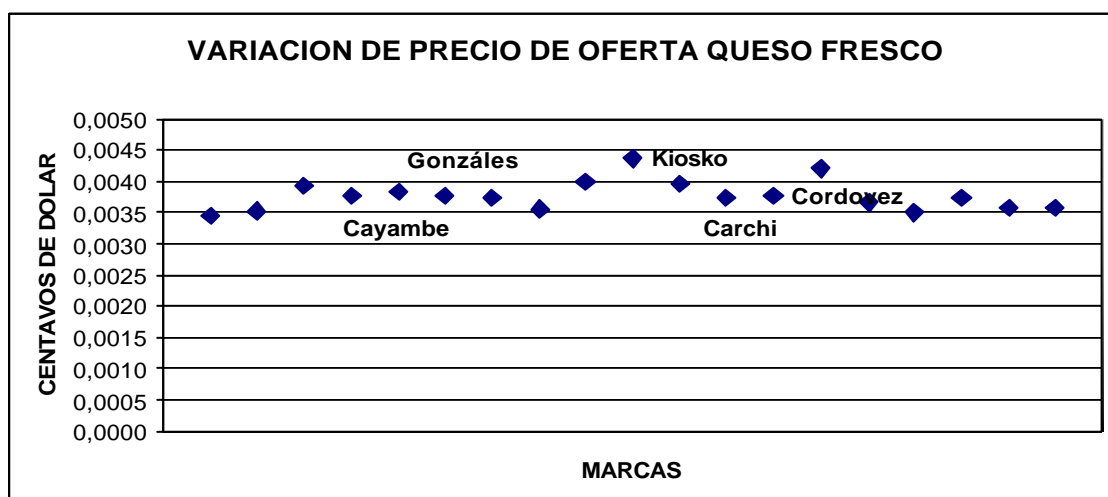 VARIACION DE PRECIO DE OFERTA QUESO FRESCO
CENTAVOS DE DOLAR
0,0050
0,0045
0,0040
0,0035
0,0030
0,0025
0,0020
0,0015
0,0010
0,0005
0,0000
Gonzáles
Kiosko
Cordovez
Cayambe
Carchi
MARCAS